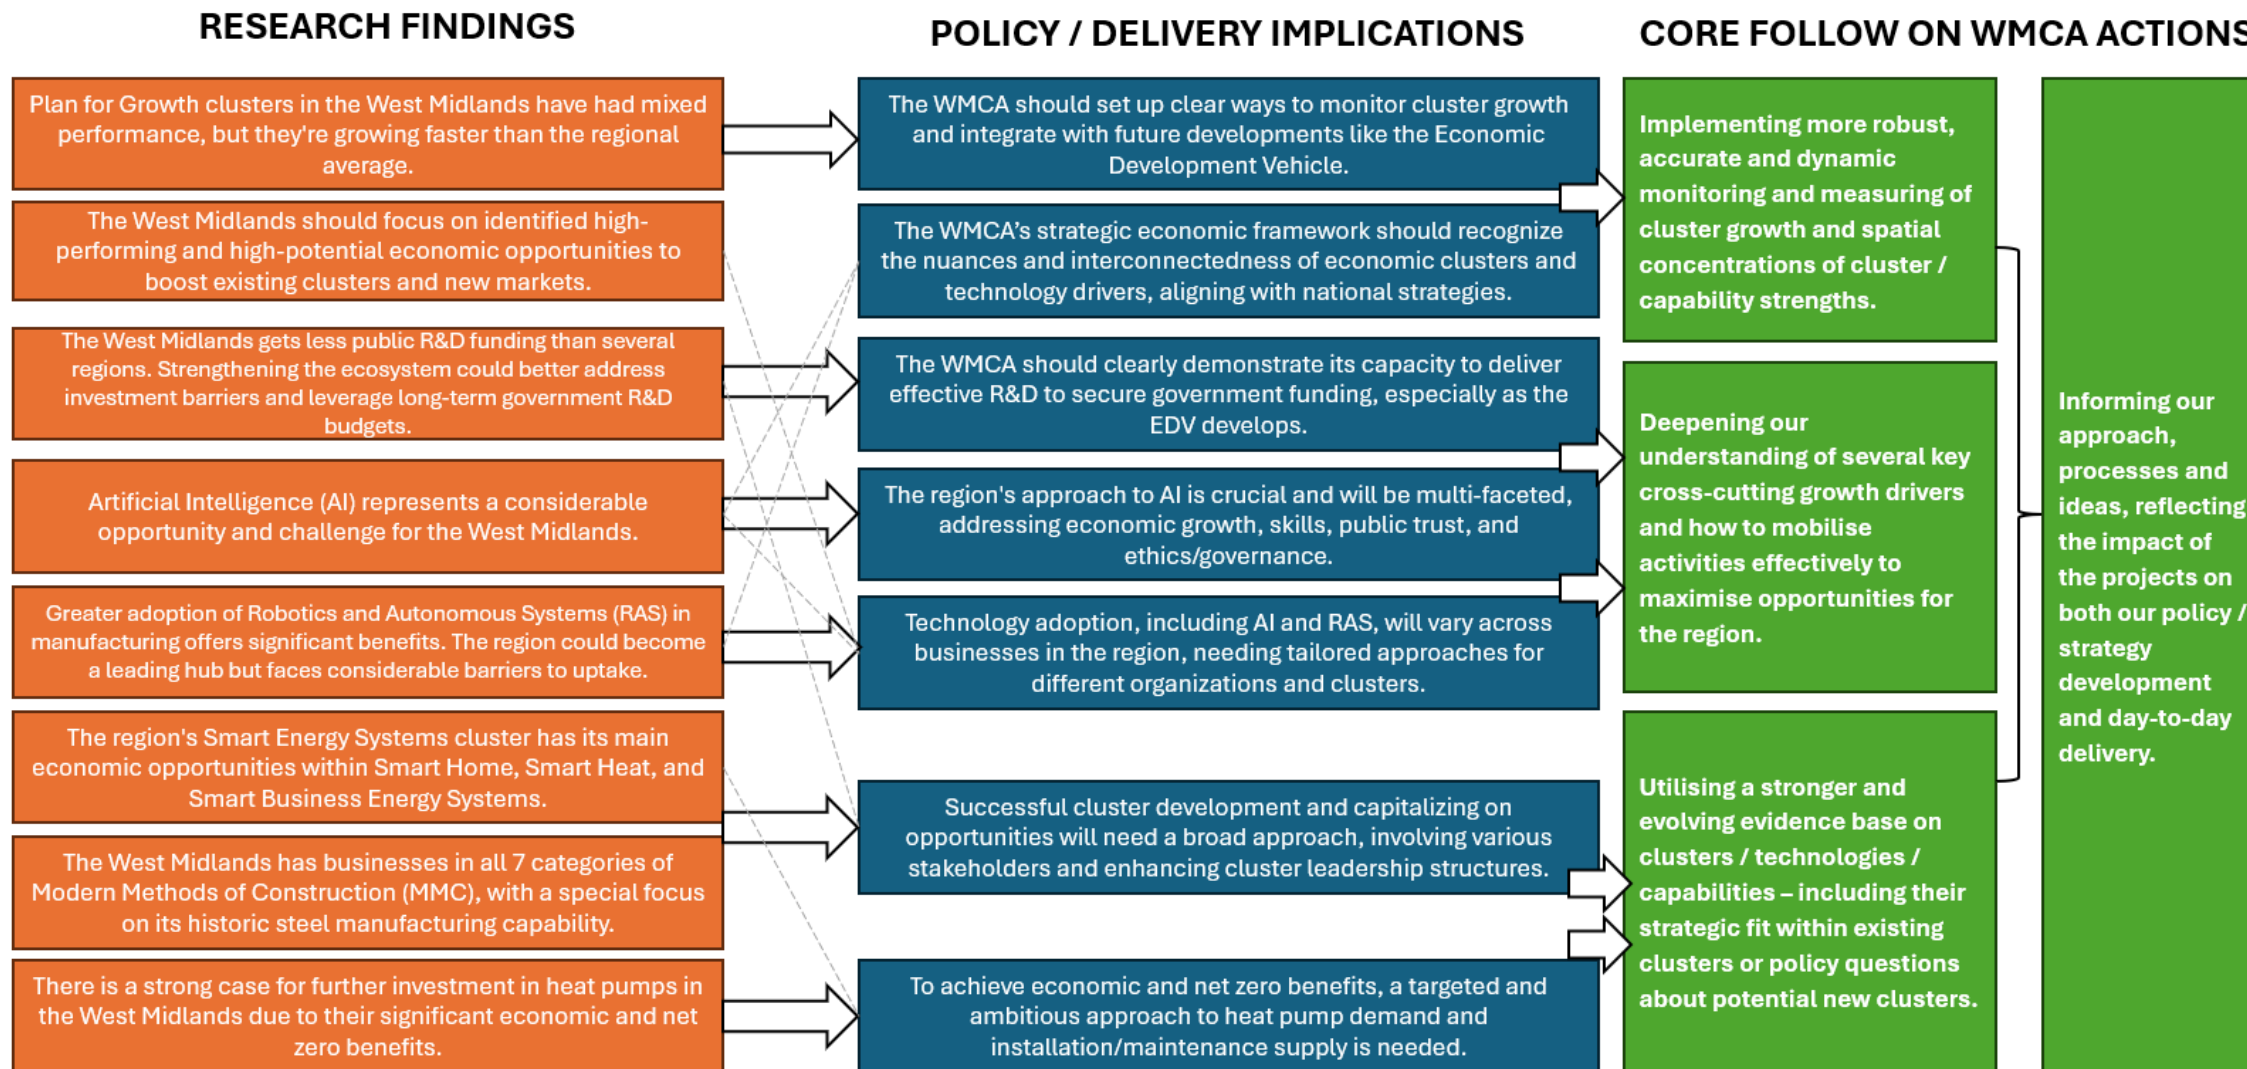 RESEARCH FINDINGS
POLICY / DELIVERY IMPLICATIONS
CORE FOLLOW ON WMCA ACTIONS
Plan for Growth clusters in the West Midlands have had mixed
performance, but they're growing faster than the regional
average.
The West Midlands should focus on identified high-
performing and high-potential economic opportunities to
boost existing clusters and new markets.
The West Midlands gets less public R&D funding than several
regions. Strengthening the ecosystem could better address
investment barriers and leverage long-term government R&D
budgets.
Artificial Intelligence (AI) represents a considerable
opportunity and challenge for the West Midlands.
Greater adoption of Robotics and Autonomous Systems (RAS) in
manufacturing offers significant benefits. The region could become
a leading hub but faces considerable barriers to uptake.
The region's Smart Energy Systems cluster has its main
economic opportunities within Smart Home, Smart Heat, and
Smart Business Energy Systems.
The West Midlands has businesses in all 7 categories of
Modern Methods of Construction (MMC), with a special focus
on its historic steel manufacturing capability.
There is a strong case for further investment in heat pumps in
the West Midlands due to their significant economic and net
zero benefits.
The WMCA should set up clear ways to monitor cluster growth
and integrate with future developments like the Economic
Development Vehicle.
The WMCA’s strategic economic framework should recognize
the nuances and interconnectedness of economic clusters and
technology drivers, aligning with national strategies.
The WMCA should clearly demonstrate its capacity to deliver
effective R&D to secure government funding, especially as the
EDV develops.
The region's approach to AI is crucial and will be multi-faceted,
addressing economic growth, skills, public trust, and
ethics/governance.
Technology adoption, including AI and RAS, will vary across
businesses in the region, needing tailored approaches for
different organizations and clusters.
Successful cluster development and capitalizing on
opportunities will need a broad approach, involving various
stakeholders and enhancing cluster leadership structures.
To achieve economic and net zero benefits, a targeted and
ambitious approach to heat pump demand and
installation/maintenance supply is needed.
Implementing more robust,
accurate and dynamic
monitoring and measuring of
cluster growth and spatial
concentrations of cluster /
capability strengths.
Deepening our
understanding of several key
cross-cutting growth drivers
and how to mobilise
activities effectively to
maximise opportunities for
the region.
Utilising a stronger and
evolving evidence base on
clusters / technologies /
capabilities – including their
strategic fit within existing
clusters or policy questions
about potential new clusters.
Informing our
approach,
processes and
ideas, reflecting
the impact of
the projects on
both our policy /
strategy
development
and day-to-day
delivery.